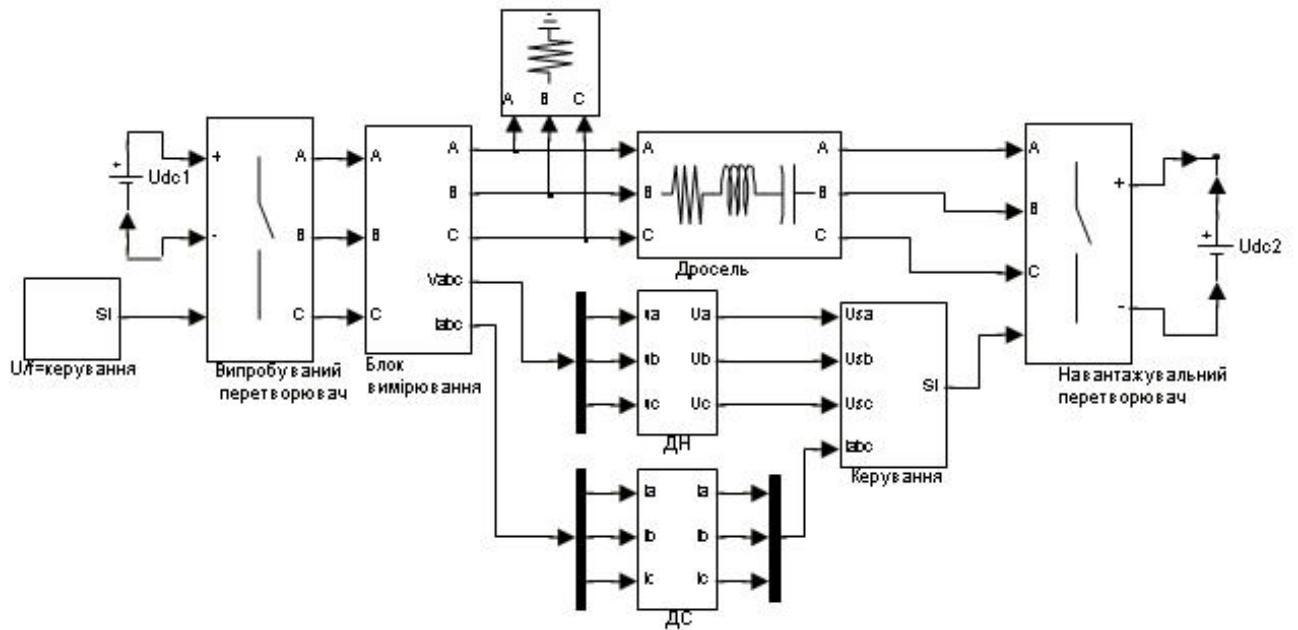 A B C
Udc1
+
+
-
A
B
C
SI
U/f=керування
Випробуваний
перетворювач
A
B
C
A
B
C
Vabc
Iabc
Блок
вимірювання
A
B
C
A
B
C
Дросель
ua
ub
uc
Ua
Ub
Uc
ДН
Ia
Ib
Ic
Ia
Ib
Ic
ДС
Usa
Usb
Usc
Iabc
SI
Керування
A
B
C
+
-
Навантажувальний
перетворювач
+
Udc2